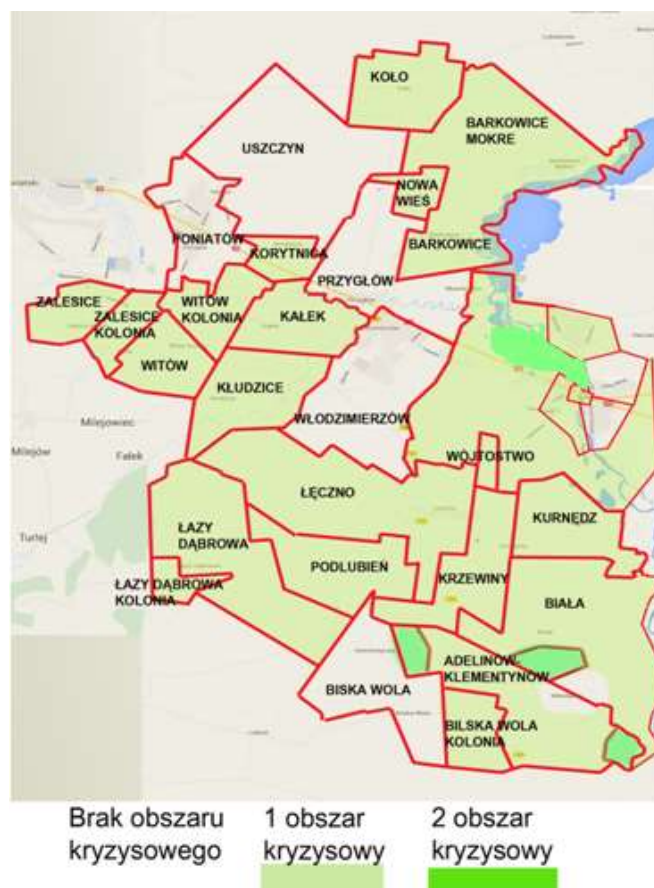 KOŁO
BARKOWICE
MOKRE
USZCZYN
NOWA
WIEŚ
PONIATÓW
KORYTNICA
BARKOWICE
PRZYGŁÓW
ZALESICE
ZALESICE
KOLONIA
WITÓW
KOLONIA
KAŁEK
WITÓW
KŁUDZICE
WŁODZIMIERZÓW
Milejowiec
Milejów
Fałek
WOJTOSTWO
ŁĘCZNO
KURNĘDZ
Turlej
ŁAZY
DĄBROWA
PODLUBIEŃ
KRZEWINY
ŁAZY DĄBROWA
KOLONIA
BIAŁA
ADELINÓW-
KLEMENTYNÓW
BISKA WOLA
BILSKA WOLA
KOLONIA
Brak obszaru
kryzysowego
1 obszar
kryzysowy
2 obszar
kryzysowy